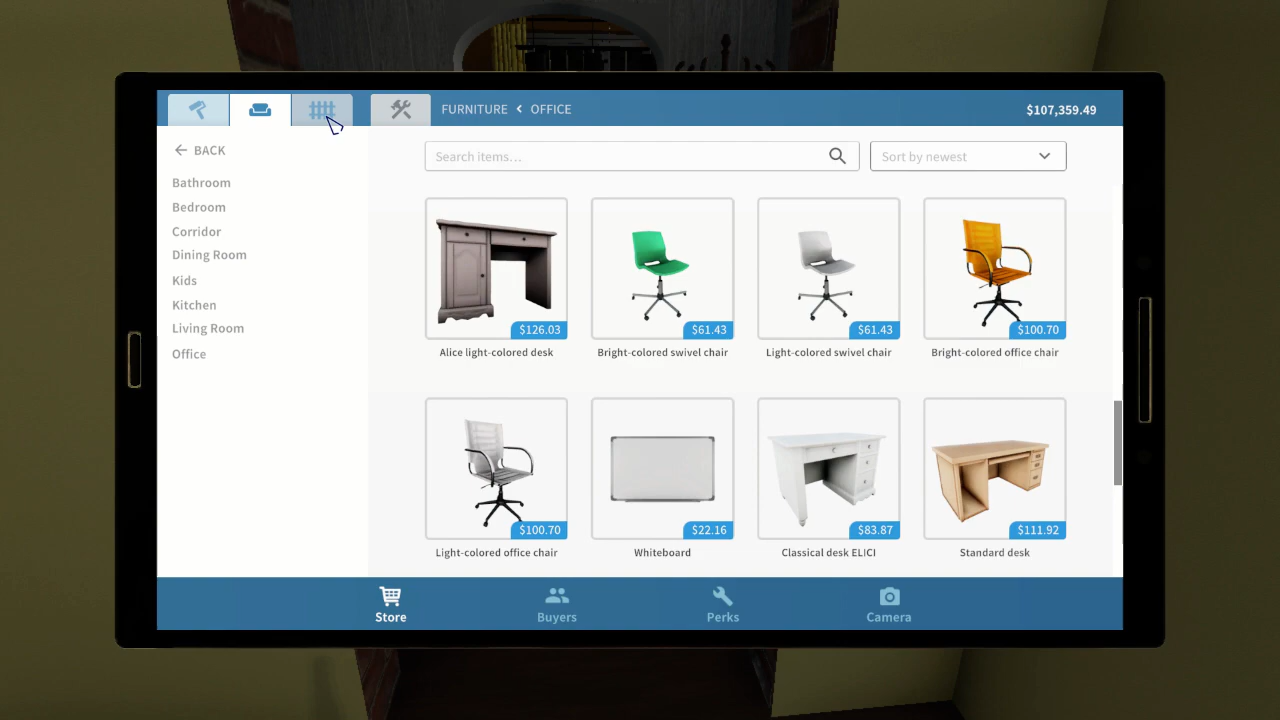 FURNITURE < OFFICE
$107,359.49
BACK
Search items...
Sort by newest
Bathroom
Bedroom
Corridor
Dining Room
Kids
Kitchen
Living Room
Office
$126.03
$61.43
$61.43
$100.70
Alice light-colored desk
Bright-colored swivel chair
Light-colored swivel chair
Bright-colored office chair
$100.70
$22.16
$83.87
$111.92
Light-colored office chair
Whiteboard
Classical desk ELICI
Standard desk
Store
Buyers
Perks
Camera